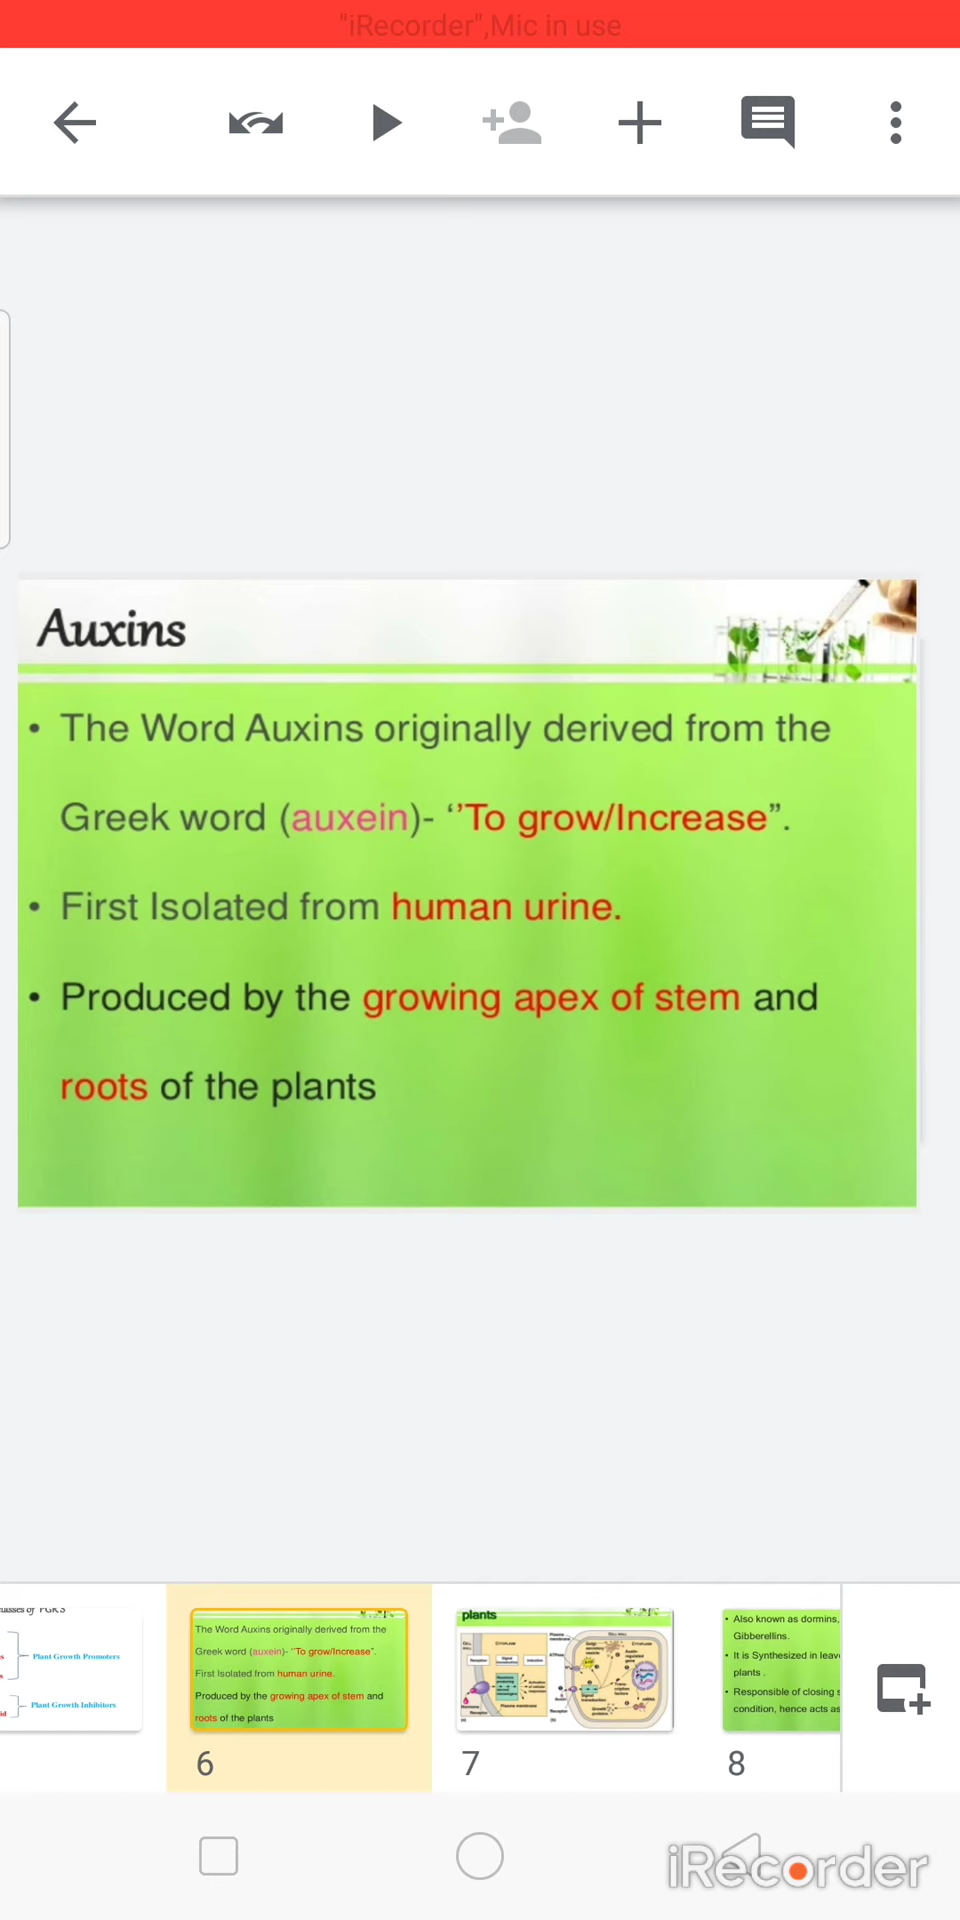 "iRecorder",Mic in use
Auxins
• The Word Auxins originally derived from the
Greek word (auxein)- ‘’To grow/Increase”.
• First Isolated from human urine.
• Produced by the growing apex of stem and
roots of the plants
Plant Growth Promoters
Plant Growth Inhibitors
The Word Auxins originally derived from the
Greek word (auxein)- ‘’To grow/Increase”.
First Isolated from human urine.
Produced by the growing apex of stem and
roots of the plants
6
plants
7
• Also known as dormins,
Gibberellins.
• It is Synthesized in leav
plants .
• Responsible of closing s
condition, hence acts as
8
iRecorder